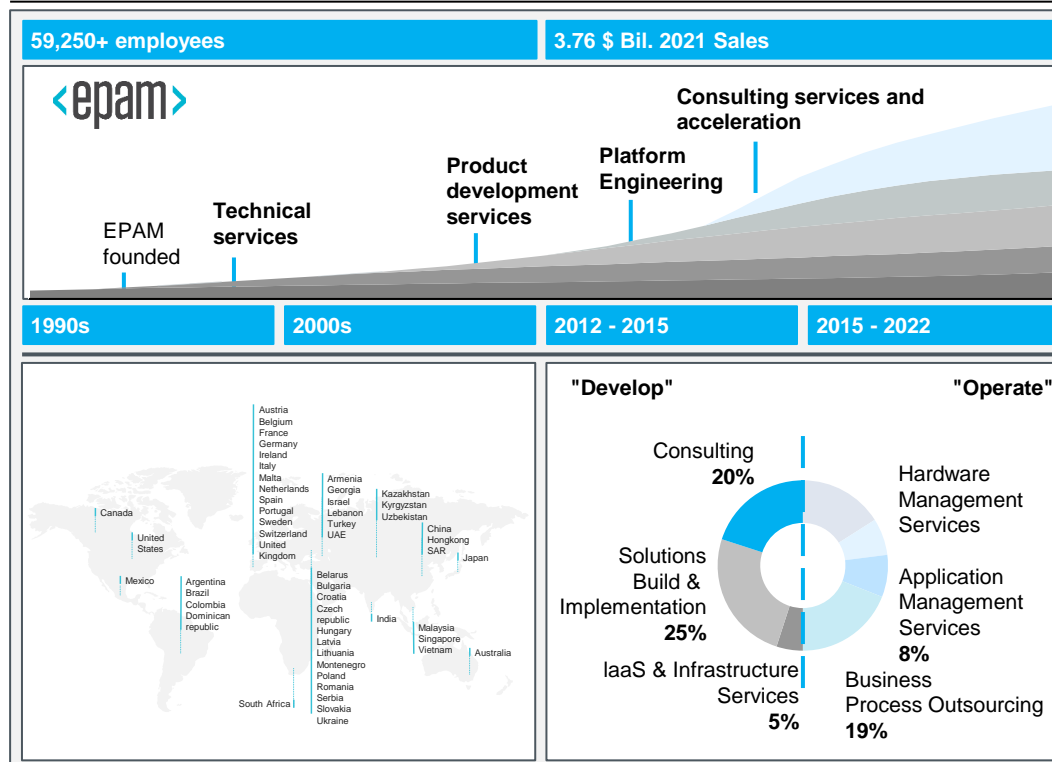 59,250+ employees
3.76 $ Bil. 2021 Sales
<epam>
EPAM
founded
Technical
services
Product
development
services
Platform
Engineering
Consulting services and
acceleration
1990s
2000s
2012 - 2015
2015 - 2022
Canada
United
States
Mexico
Argentina
Brazil
Colombia
Dominican
republic
Austria
Belgium
France
Germany
Ireland
Italy
Malta
Netherlands
Spain
Portugal
Sweden
Switzerland
United
Kingdom
Armenia
Georgia
Israel
Lebanon
Turkey
UAE
Kazakhstan
Kyrgyzstan
Uzbekistan
China
Hongkong
SAR
Japan
Belarus
Bulgaria
Croatia
Czech
republic
Hungary
Latvia
Lithuania
Montenegro
Poland
Romania
Serbia
Slovakia
Ukraine
South Africa
India
Malaysia
Singapore
Vietnam
Australia
"Develop"
"Operate"
Consulting
20%
Solutions
Build &
Implementation
25%
IaaS & Infrastructure
Services
5%
Hardware
Management
Services
Application
Management
Services
8%
Business
Process Outsourcing
19%